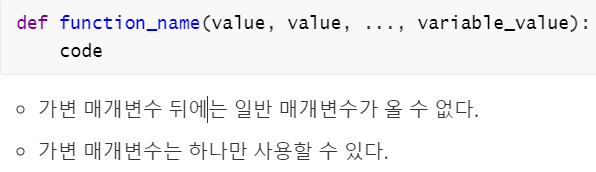 def function_name(value, value, ..., variable_value):
    code
가변 매개변수 뒤에는 일반 매개변수가 올 수 없다.
가변 매개변수는 하나만 사용할 수 있다.